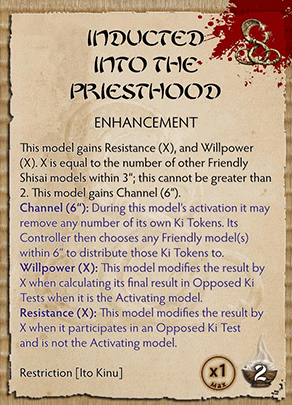 INDUCTED
INTO THE
PRIESTHOOD
ENHANCEMENT
This model gains Resistance (X), and Willpower
(X). X is equal to the number of other Friendly
Shisai models within 3"; this cannot be greater than
2. This model gains Channel (6").
Channel (6"): During this model's activation it may
remove any number of its own Ki Tokens. Its
Controller then chooses any Friendly model(s)
within 6" to distribute those Ki Tokens to.
Willpower (X): This model modifies the result by
X when calculating its final result in Opposed Ki
Tests when it is the Activating model.
Resistance (X): This model modifies the result by
X when it participates in an Opposed Ki Test
and is not the Activating model.
Restriction [Ito Kinu]
x1
MAX
2